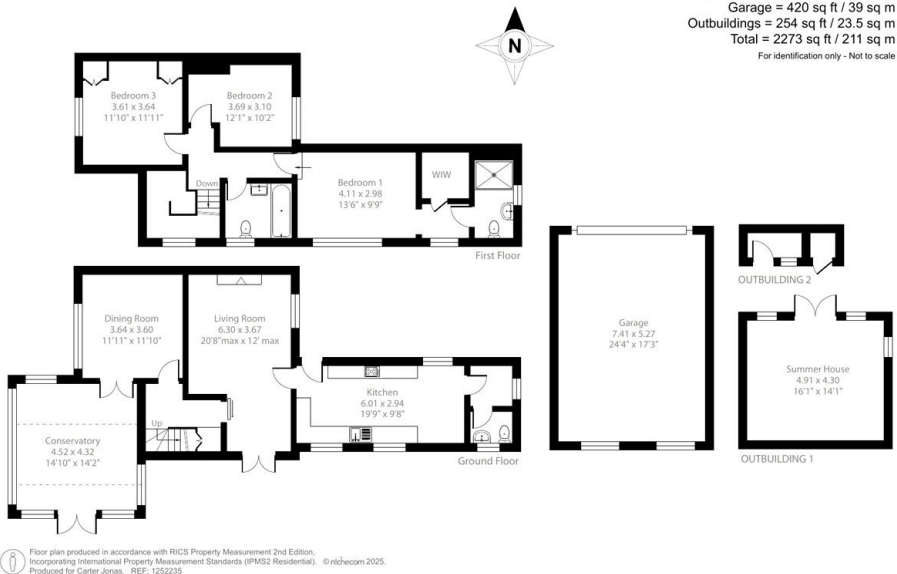 Garage = 420 sq ft / 39 sq m
Outbuildings = 254 sq ft / 23.5 sq m
Total = 2273 sq ft / 211 sq m
For identification only - Not to scale
N
Bedroom 3
3.61 x 3.64
11'10" x 11'11"
Bedroom 2
3.69 x 3.10
12'1" x 10'2"
Down
Bedroom 1
4.11 x 2.98
13'6" x 9'9"
WIW
First Floor
Dining Room
3.64 x 3.60
11'11" x 11'10"
Living Room
6.30 x 3.67
20'8"max x 12' max
Kitchen
6.01 x 2.94
19'9" x 9'8"
Up
Conservatory
4.52 x 4.32
14'10" x 14'2"
Ground Floor
Garage
7.41 x 5.27
24'4" x 17'3"
OUTBUILDING 2
Summer House
4.91 x 4.30
16'1" x 14'1"
OUTBUILDING 1
Floor plan produced in accordance with RICS Property Measurement 2nd Edition,
Incorporating International Property Measurement Standards (IPMS2 Residential). © ntchecom 2025.
Produced for Carter Jonas. REF: 1252235